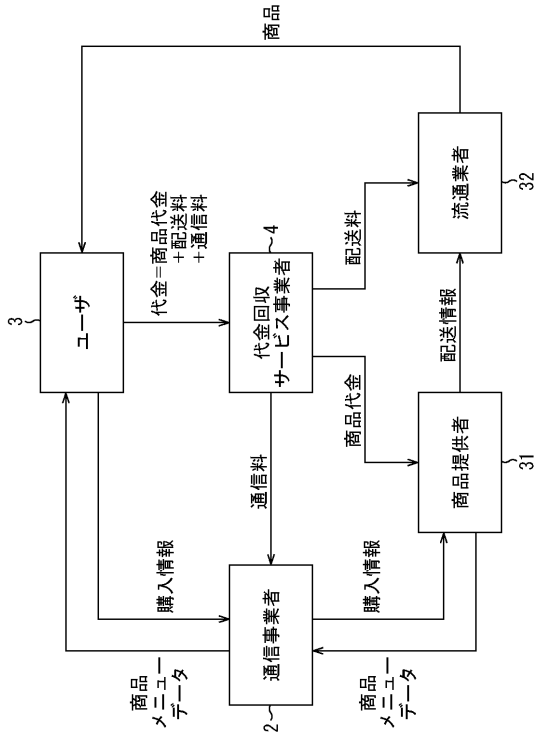 商品
メニュー
データ
購入情報
3
ユーザ
商品
2
通信事業者
通信料
代金＝商品代金
＋配送料
＋通信料
4
代金回収
サービス事業者
商品
メニュー
データ
購入情報
商品代金
配送料
商品提供者
31
配送情報
流通業者
32